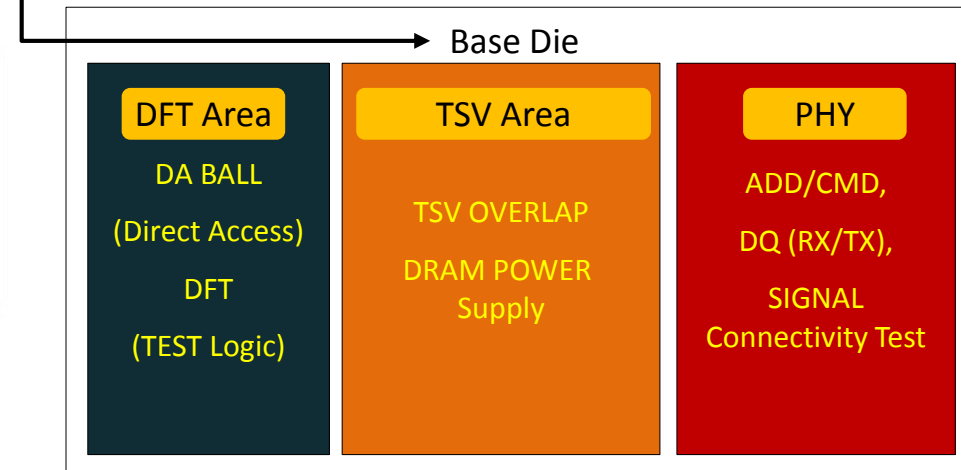 Base Die
DFT Area
DA BALL
(Direct Access)
DFT
(TEST Logic)
TSV Area
TSV OVERLAP
DRAM POWER
Supply
PHY
ADD/CMD,
DQ (RX/TX),
SIGNAL
Connectivity Test